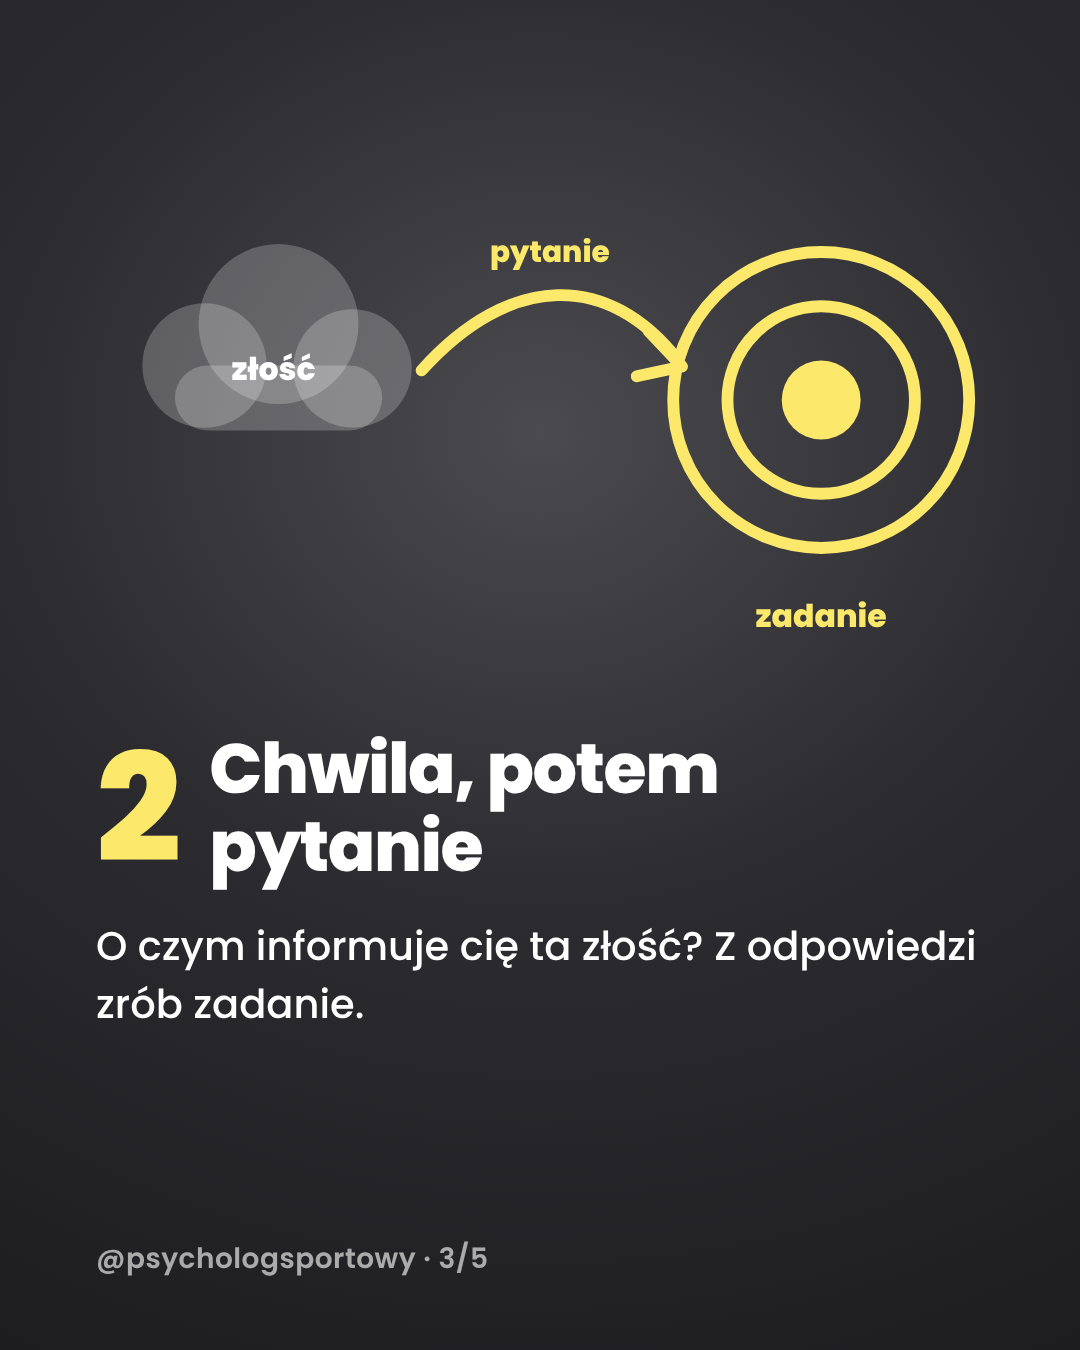 pytanie
złość
zadanie
2
Chwila, potem
pytanie
O czym informuje cię ta złość? Z odpowiedzi
zrób zadanie.
@psychologsportowy · 3/5